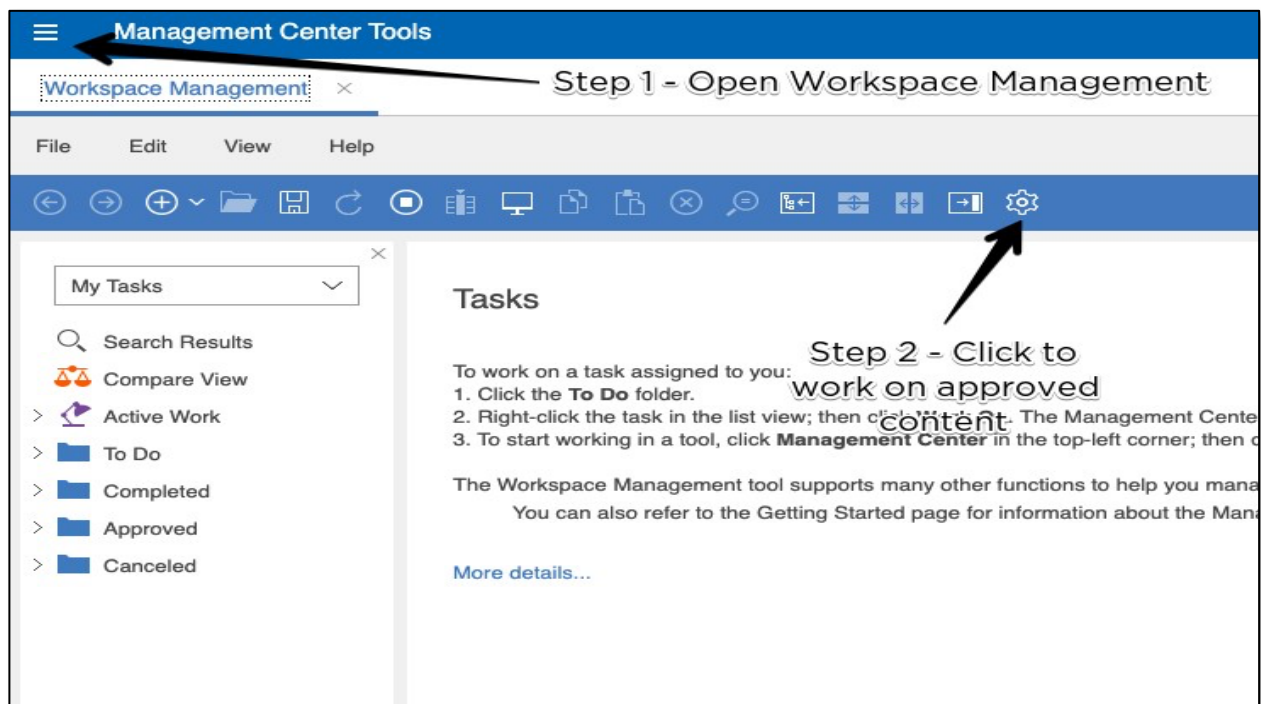 Management Center Tools
Workspace Management
Step 1 - Open Workspace Management
File Edit View Help
My Tasks
Search Results
Compare View
Active Work
To Do
Completed
Approved
Canceled
Tasks
To work on a task assigned to you:
1. Click the To Do folder.
2. Right-click the task in the list view; then click Work On. The Management Cente
3. To start working in a tool, click Management Center in the top-left corner; then c
The Workspace Management tool supports many other functions to help you mana
You can also refer to the Getting Started page for information about the Mana
More details...
Step 2 - Click to
work on approved
content